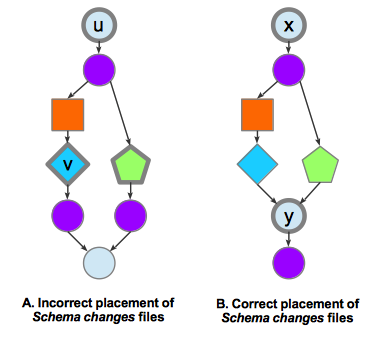 u
x
v
y
A. Incorrect placement of
Schema changes files
B. Correct placement of
Schema changes files